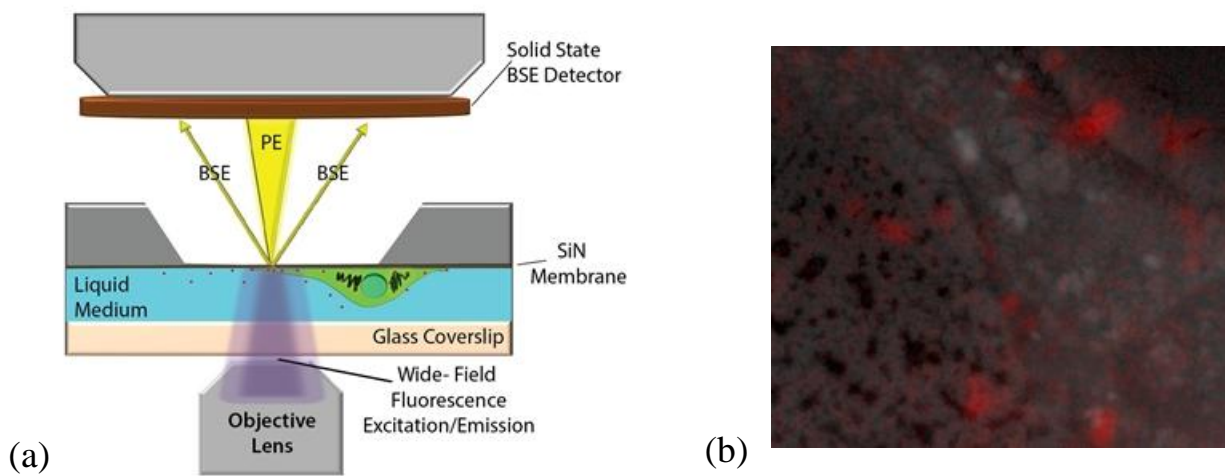 Solid State
BSE Detector
PE
BSE
BSE
SiN
Membrane
Liquid
Medium
Glass Coverslip
Wide- Field
Fluorescence
Excitation/Emission
Objective
Lens
(a)
(b)